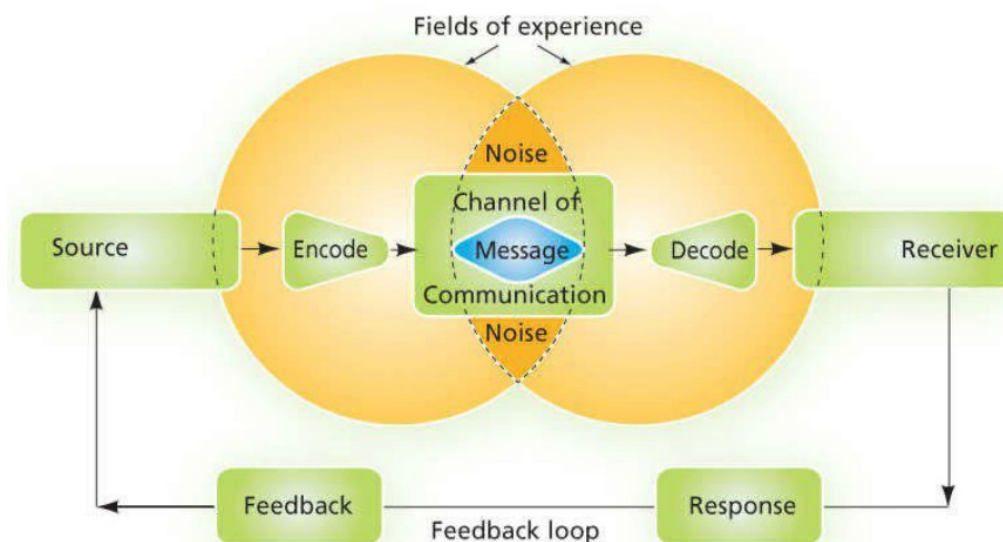 Fields of experience
Noise
Channel of
Source
Encode
Message
Decode
Receiver
Communication
Noise
Feedback
Response
Feedback loop